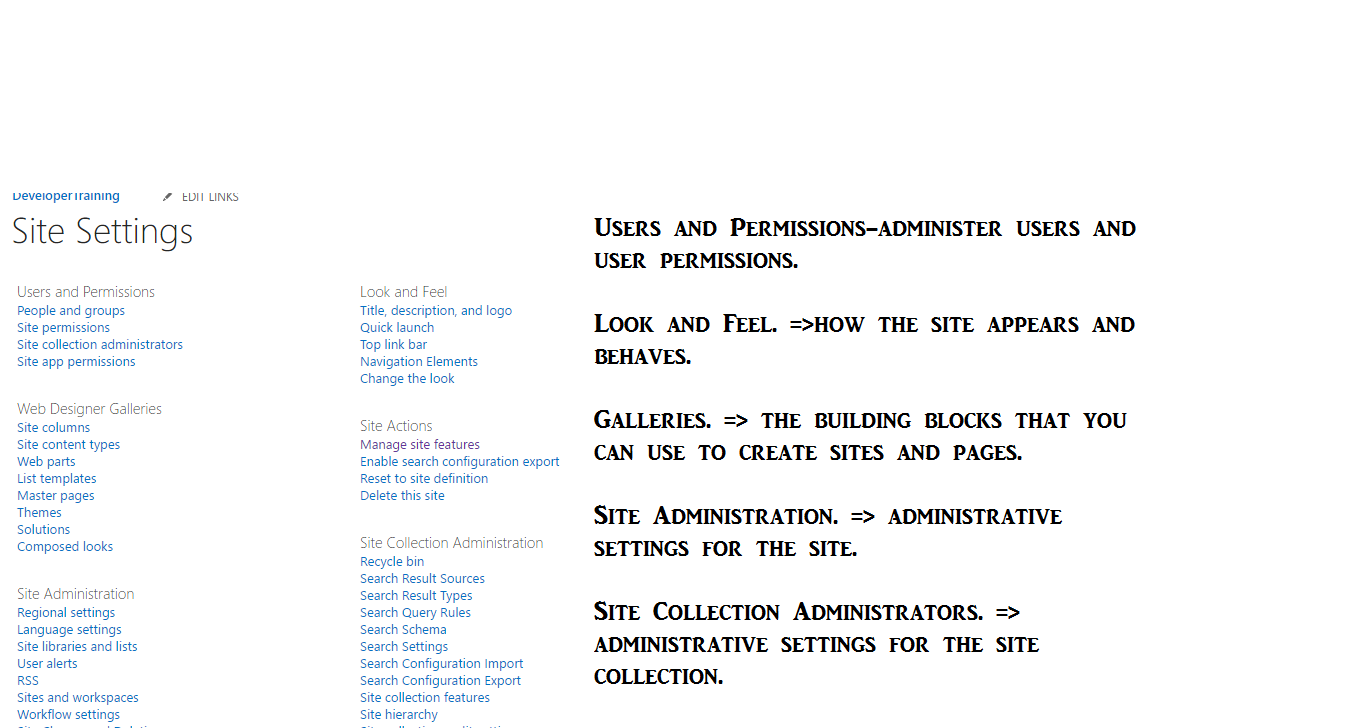 DeveloperTraining
EDIT LINKS
Site Settings
Users and Permissions
People and groups
Site permissions
Site collection administrators
Site app permissions
Web Designer Galleries
Site columns
Site content types
Web parts
List templates
Master pages
Themes
Solutions
Composed looks
Site Administration
Regional settings
Language settings
Site libraries and lists
User alerts
RSS
Sites and workspaces
Workflow settings
Look and Feel
Title, description, and logo
Quick launch
Top link bar
Navigation Elements
Change the look
Site Actions
Manage site features
Enable search configuration export
Reset to site definition
Delete this site
Site Collection Administration
Recycle bin
Search Result Sources
Search Result Types
Search Query Rules
Search Schema
Search Settings
Search Configuration Import
Search Configuration Export
Site collection features
Site hierarchy
Users and Permissions–administer users and
user permissions.
Look and Feel. =>how the site appears and
behaves.
Galleries. => the building blocks that you
can use to create sites and pages.
Site Administration. => administrative
settings for the site.
Site Collection Administrators. =>
administrative settings for the site
collection.